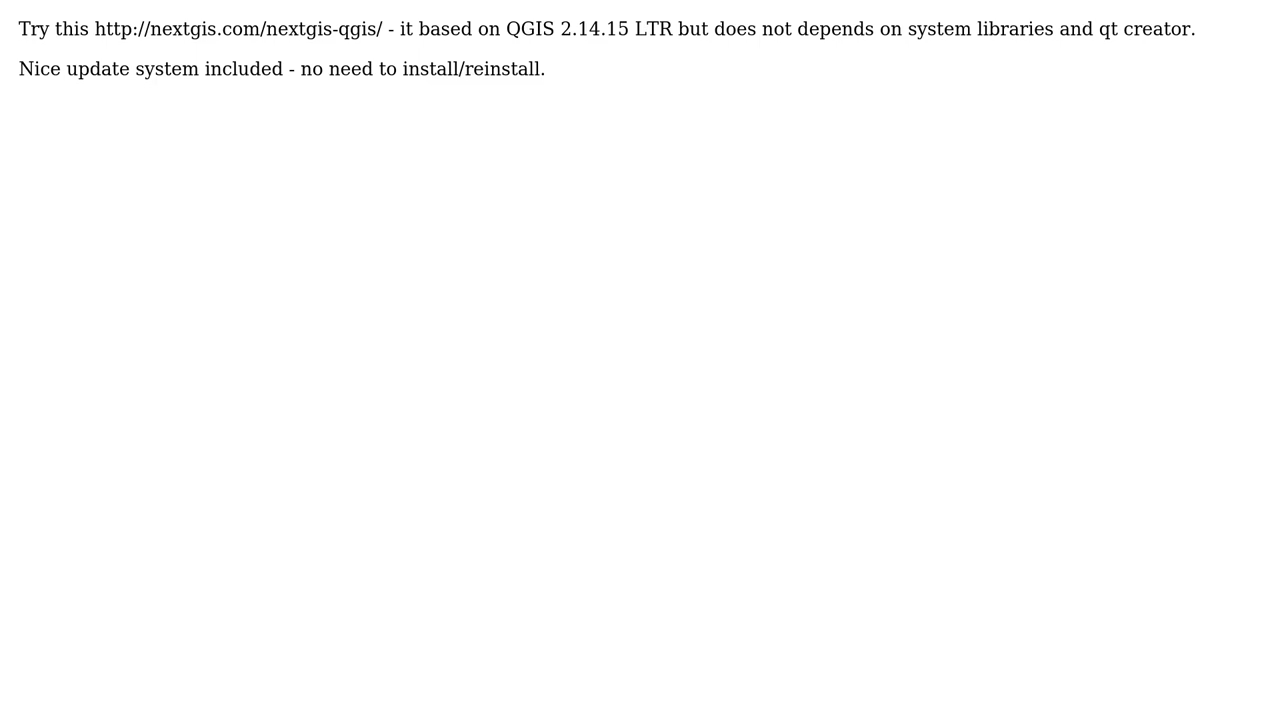 Try this http://nextgis.com/nextgis-qgis/ - it based on QGIS 2.14.15 LTR but does not depends on system libraries and qt creator.
Nice update system included - no need to install/reinstall.